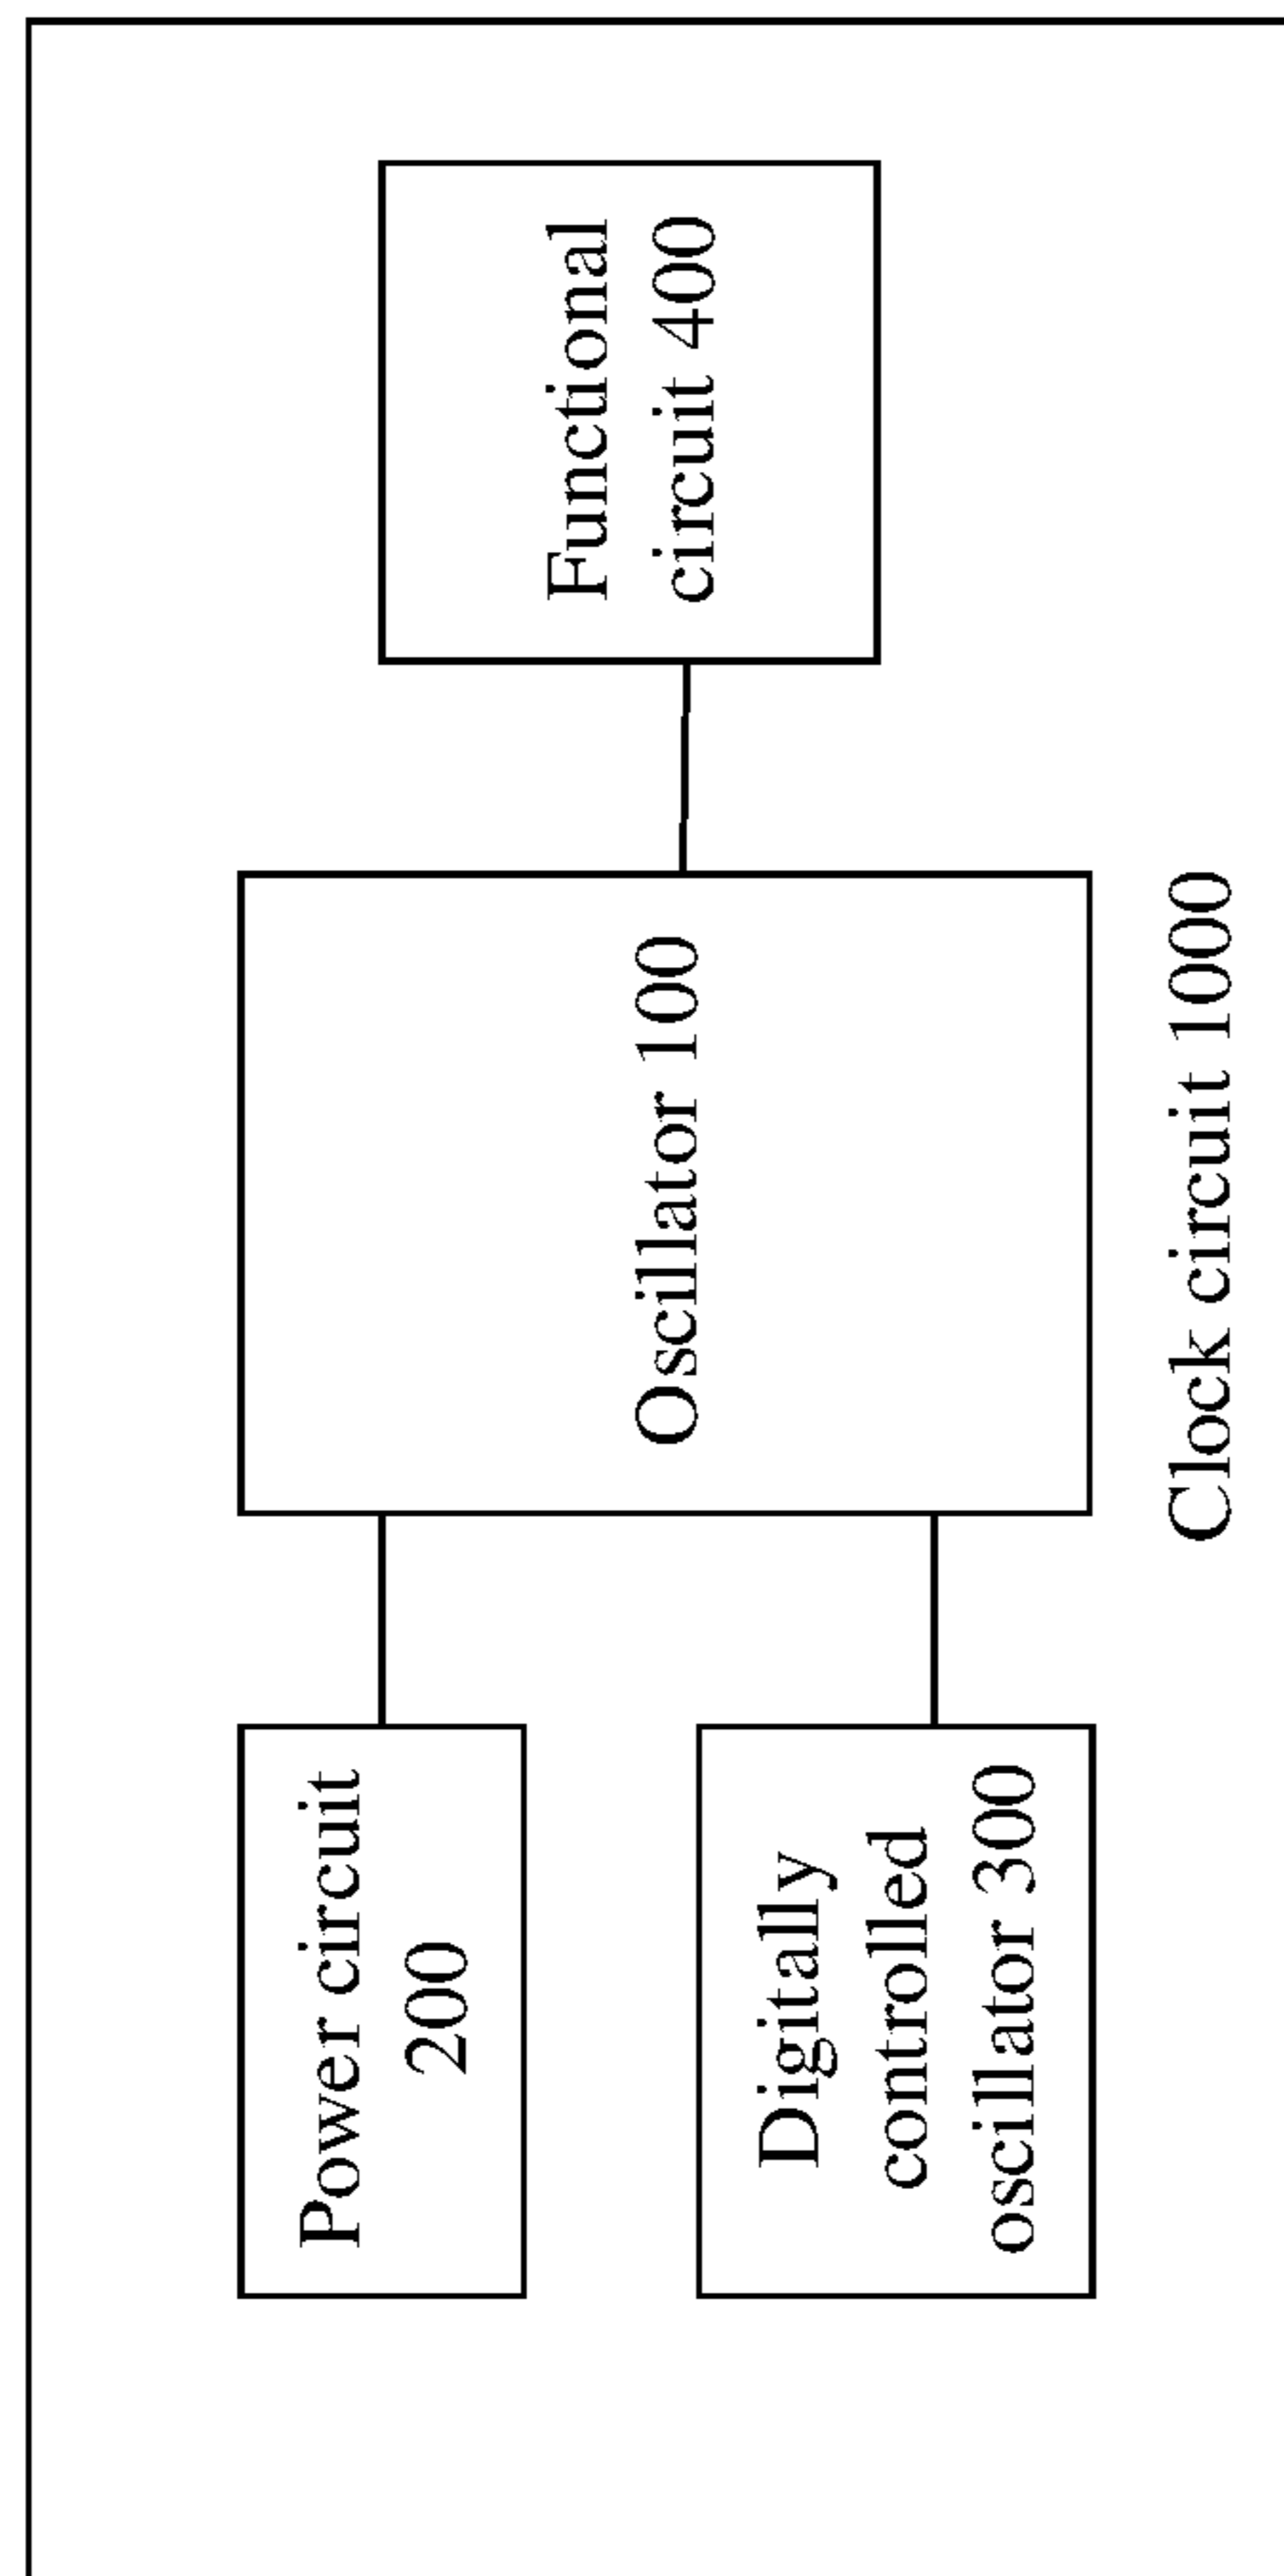 Power circuit
200
Digitally
controlled
oscillator 300
Oscillator 100
Functional
circuit 400
Clock circuit 1000